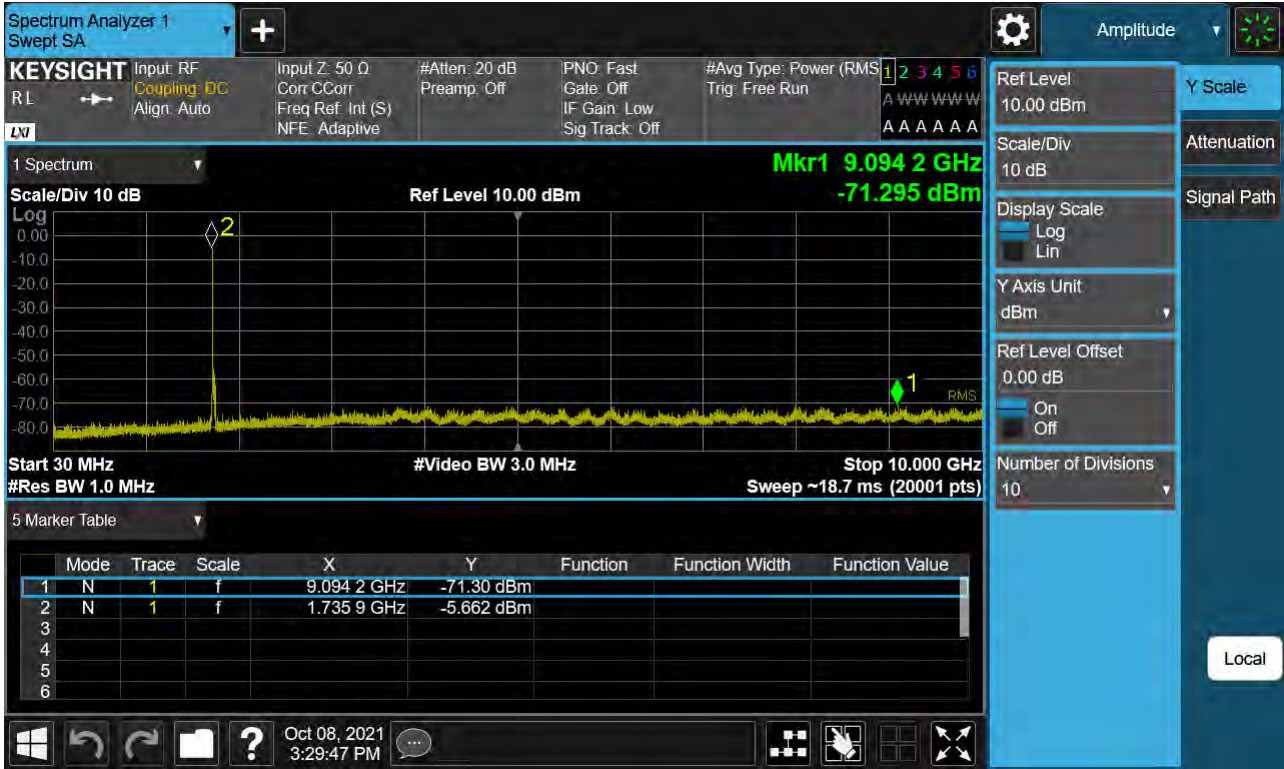 Spectrum Analyzer 1
Swept SA
+
Amplitude
KEYSIGHT
RL
LXI
Input: RF
Coupling: DC
Align: Auto
Input Z: 50 Ω
Corr CCorr
Freq Ref: Int (S)
NFE: Adaptive
#Atten: 20 dB
Preamp: Off
PNO: Fast
Gate: Off
IF Gain: Low
Sig Track: Off
#Avg Type: Power (RMS
Trig: Free Run
1 2 3 4 5 6
A W W W W W
A A A A A A
1 Spectrum
Mkr1 9.094 2 GHz
Scale/Div 10 dB
Ref Level 10.00 dBm
-71.295 dBm
Log
0.00
-10.0
-20.0
-30.0
-40.0
-50.0
-60.0
-70.0
-80.0
2
1
RMS
Start 30 MHz
#Video BW 3.0 MHz
Stop 10.000 GHz
#Res BW 1.0 MHz
Sweep ~18.7 ms (20001 pts)
5 Marker Table
Mode Trace Scale X Y Function Function Width Function Value
1 N 1 f 9.094 2 GHz -71.30 dBm
2 N 1 f 1.735 9 GHz -5.662 dBm
3
4
5
6
?
Oct 08, 2021
3:29:47 PM
Ref Level
10.00 dBm
Scale/Div
10 dB
Display Scale
Log
Lin
Y Axis Unit
dBm
Ref Level Offset
0.00 dB
On
Off
Number of Divisions
10
Y Scale
Attenuation
Signal Path
Local